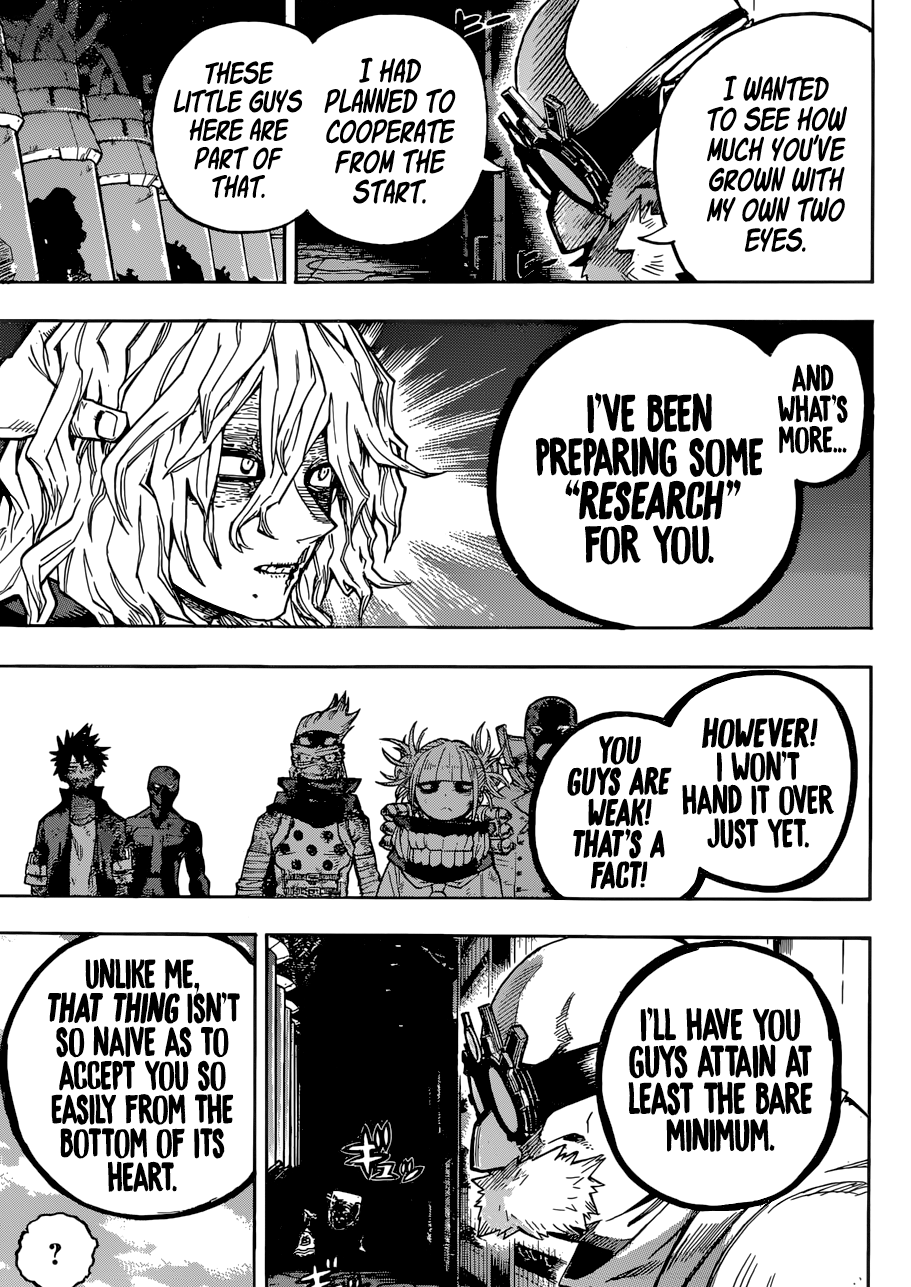 I WANTED
TO SEE HOW
MUCH YOU'VE
GROWN WITH
MY OWN TWO
EYES.
I HAD
PLANNED TO
COOPERATE
FROM THE
START.
THESE
LITTLE GUYS
HERE ARE
PART OF
THAT.
AND
WHAT'S
MORE...
I'VE BEEN
PREPARING SOME
“RESEARCH”
FOR YOU.
HOWEVER!
I WON'T
HAND IT OVER
JUST YET.
YOU
GUYS ARE
WEAK!
THAT'S A
FACT!
I'LL HAVE YOU
GUYS ATTAIN AT
LEAST THE BARE
MINIMUM.
ギュッ
UNLIKE ME,
THAT THING ISN'T
SO NAIVE AS TO
ACCEPT YOU SO
EASILY FROM THE
BOTTOM OF ITS
HEART.
?